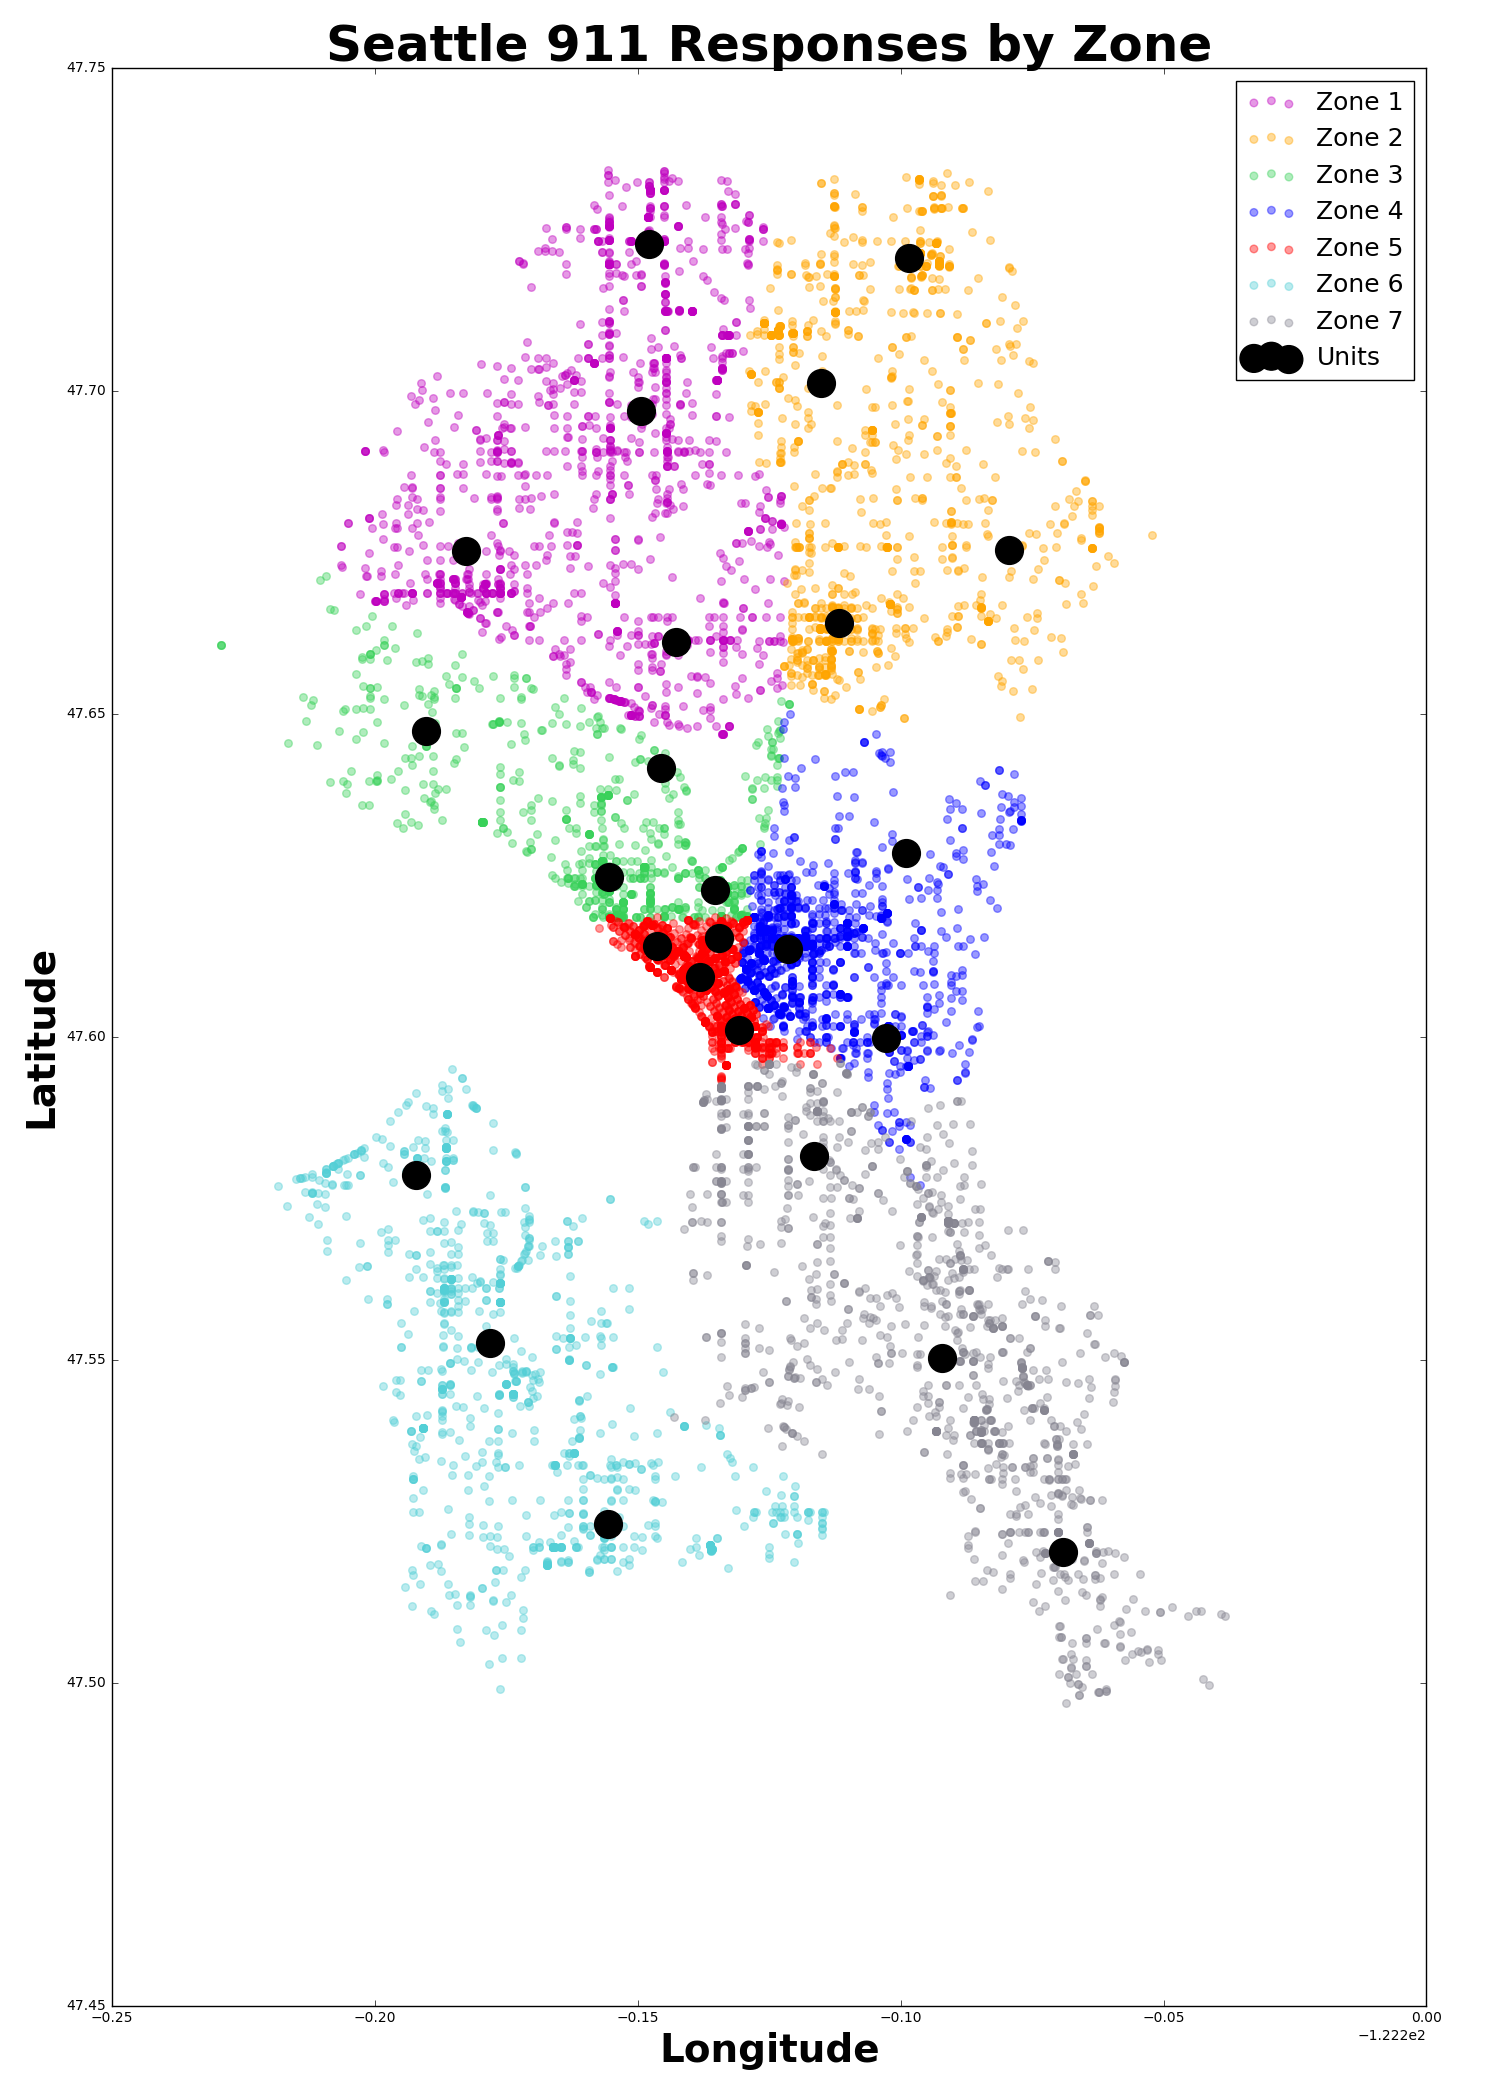 Seattle 911 Responses by Zone
47.75
Zone 1
Zone 2
Zone 3
Zone 4
Zone 5
Zone 6
Zone 7
Units
47.70
47.65
47.60
47.55
47.50
47.45
Latitude
−0.25 −0.20 −0.15 −0.10 −0.05 0.00
−1.222e2
Longitude